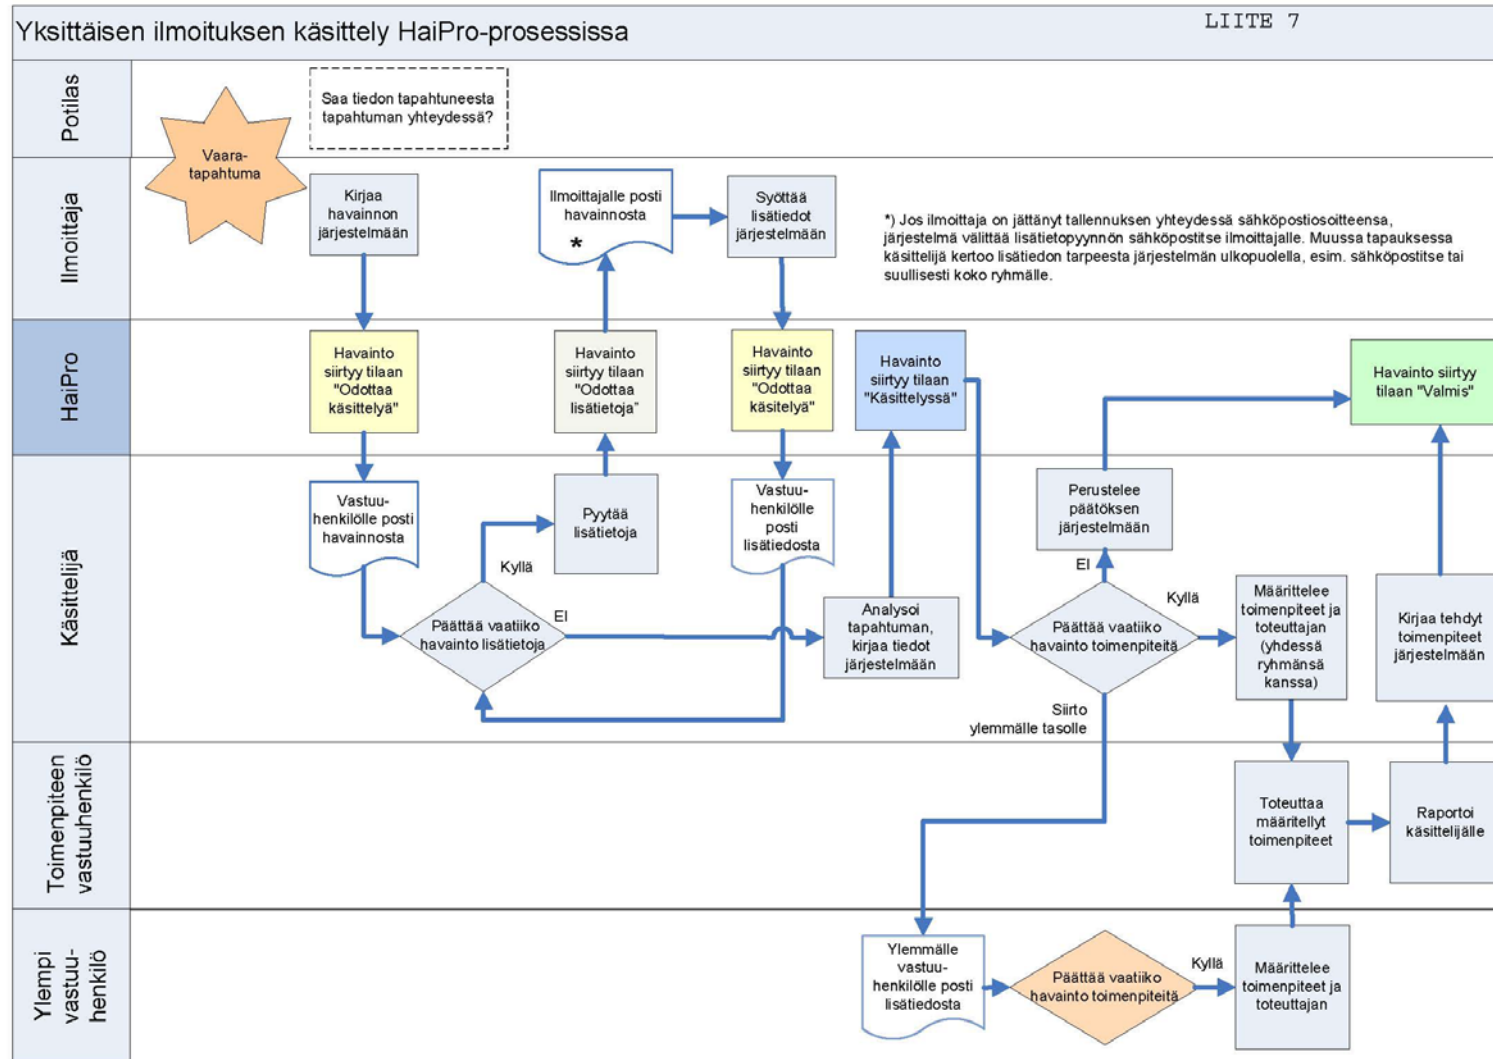 Yksittäisen ilmoituksen käsittely HaiPro-prosessissa
LIITE 7
Potilas
Vaara-
tapahtuma
Saa tiedon tapahtuneesta
tapahtuman yhteydessä?
Ilmoittaja
Kirjaa
havainnon
järjestelmään
Ilmoittajalle posti
havainnosta
*
Syöttää
lisätiedot
järjestelmään
*) Jos ilmoittaja on jättänyt tallennuksen yhteydessä sähköpostiosoitteensa,
järjestelmä välittää lisätietopyynnön sähköpostitse ilmoittajalle. Muussa tapauksessa
käsittelijä kertoo lisätiedon tarpeesta järjestelmän ulkopuolella, esim. sähköpostitse tai
suullisesti koko ryhmälle.
HaiPro
Havainto
siirtyy tilaan
"Odottaa
käsittelyä"
Havainto
siirtyy tilaan
"Odottaa
lisätietoja"
Havainto
siirtyy tilaan
"Odottaa
käsitelyä"
Havainto
siirtyy tilaan
"Käsittelyssä"
Havainto siirtyy
tilaan "Valmis"
Käsittelijä
Vastuu-
henkilölle posti
havainnosta
Pyytää
lisätietoja
Vastuu-
henkilölle
posti
lisätiedosta
Perustelee
päätöksen
järjestelmään
Kyllä
EI
Päättää vaatiiko
havainto lisätietoja
Analysoi
tapahtuman,
kirjaa tiedot
järjestelmään
EI
Kyllä
Päättää vaatiiko
havainto toimenpiteitä
Määrittelee
toimenpiteet ja
toteuttajan
(yhdessä
ryhmänsä
kanssa)
Kirjaa tehdyt
toimenpiteet
järjestelmään
Siirto
ylemmälle tasolle
Toimenpiteen
vastuuhenkilö
Toteuttaa
määritellyt
toimenpiteet
Raportoi
käsittelijälle
Ylempi
vastuu-
henkilö
Ylemmälle
vastuu-
henkilölle posti
lisätiedosta
Päättää vaatiiko
havainto toimenpiteitä
Kyllä
Määrittelee
toimenpiteet ja
toteuttajan